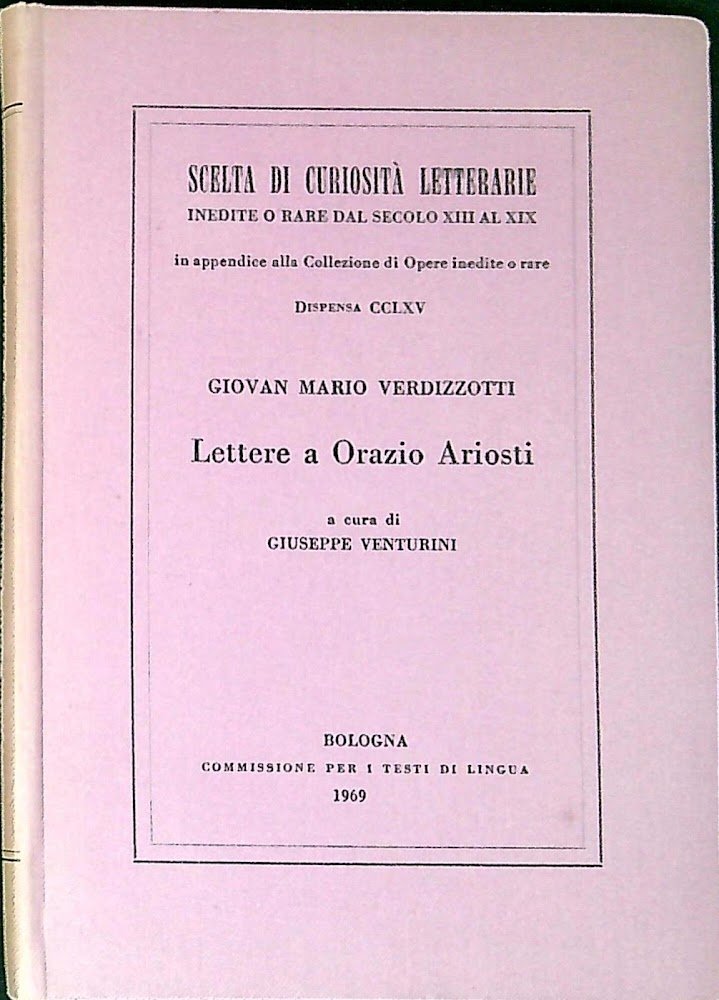 SCELTA DI CURIOSITÀ LETTERARIE
INEDITE O RARE DAL SECOLO XIII AL XIX
in appendice alla Collezione di Opere inedite o rare
DISPENSA CCLXV
GIOVAN MARIO VERDIZZOTTI
Lettere a Orazio Ariosti
a cura di
GIUSEPPE VENTURINI
BOLOGNA
COMMISSIONE PER I TESTI DI LINGUA
1969